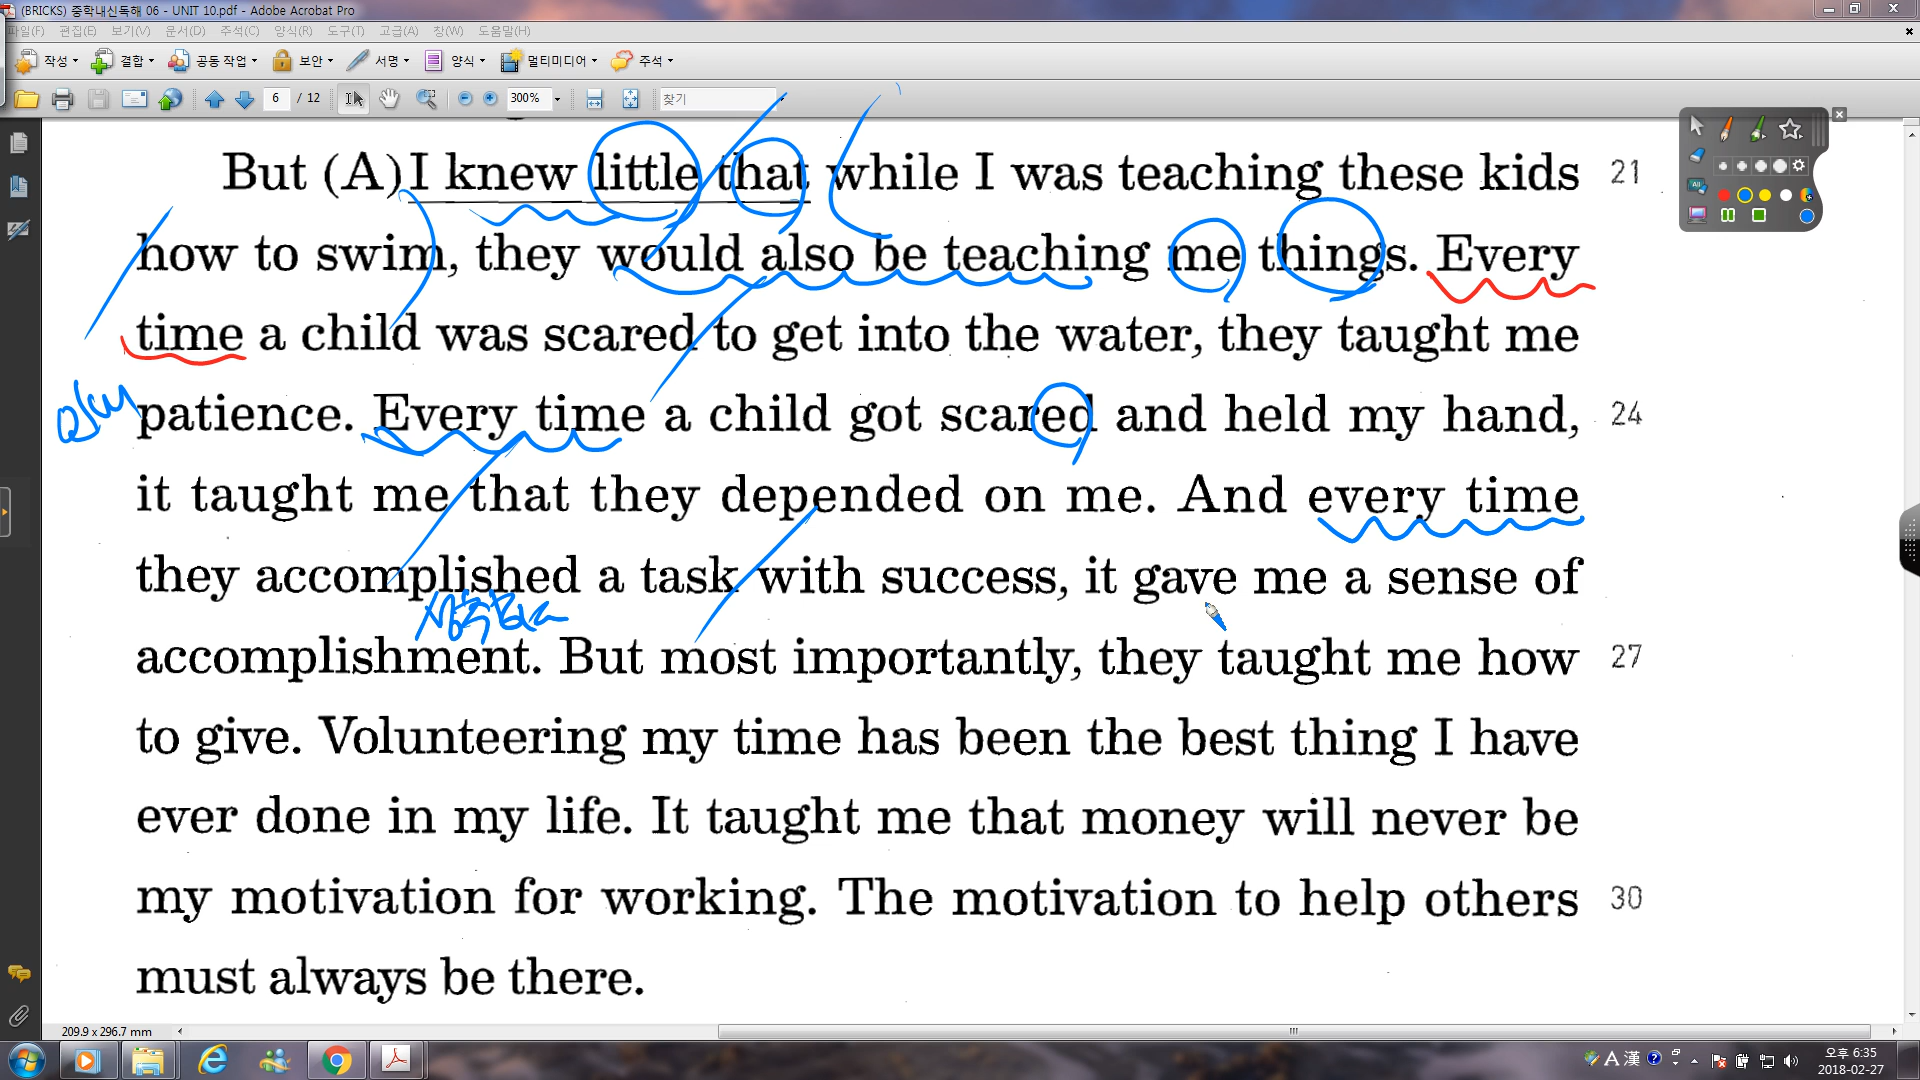 (BRICKS) 중학내신독해 06 - UNIT 10.pdf - Adobe Acrobat Pro
파일(F) 편집(E) 보기(V) 문서(D) 주석(C) 양식(R) 도구(T) 고급(A) 창(W) 도움말(H)
작성 결합 공동 작업 보안 서명 양식 멀티미디어 주석
6 / 12 300% 찾기
But (A) I knew little that while I was teaching these kids 21
how to swim, they would also be teaching me things. Every
time a child was scared to get into the water, they taught me
patience. Every time a child got scared and held my hand, 24
it taught me that they depended on me. And every time
they accomplished a task with success, it gave me a sense of
accomplishment. But most importantly, they taught me how 27
to give. Volunteering my time has been the best thing I have
ever done in my life. It taught me that money will never be
my motivation for working. The motivation to help others 30
must always be there.
209.9 x 296.7 mm
A 漢
오후 6:35
2018-02-27